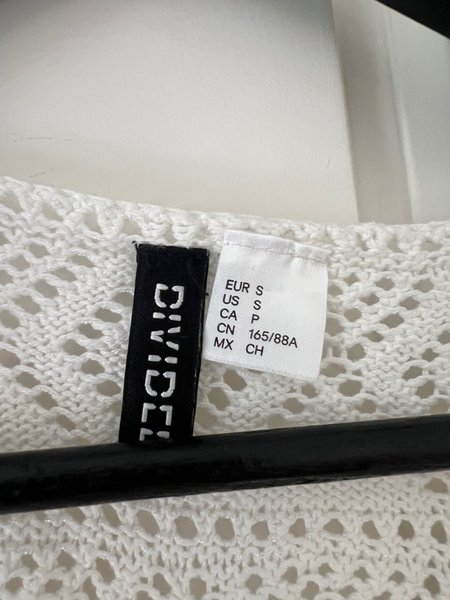 DIVIDE
EUR S
US S
CA P
CN 165/88A
MX CH